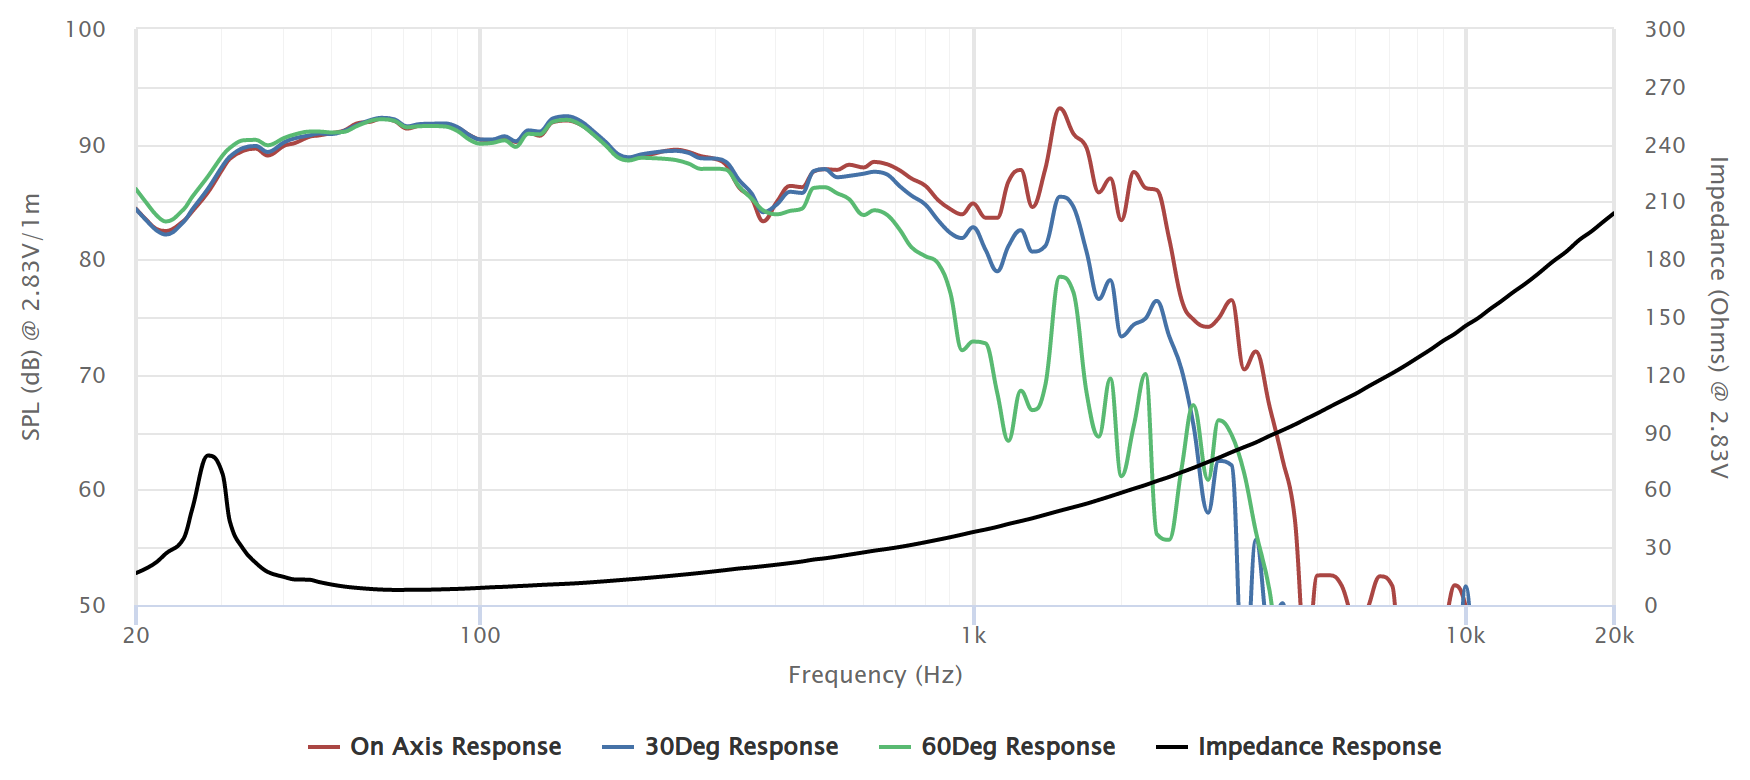 100
90
80
70
60
50
SPL (dB) @ 2.83V/1m
300
270
240
210
180
150
120
90
60
30
0
Impedance (Ohms) @ 2.83V
20
100
1k
10k
20k
Frequency (Hz)
On Axis Response
30Deg Response
60Deg Response
Impedance Response